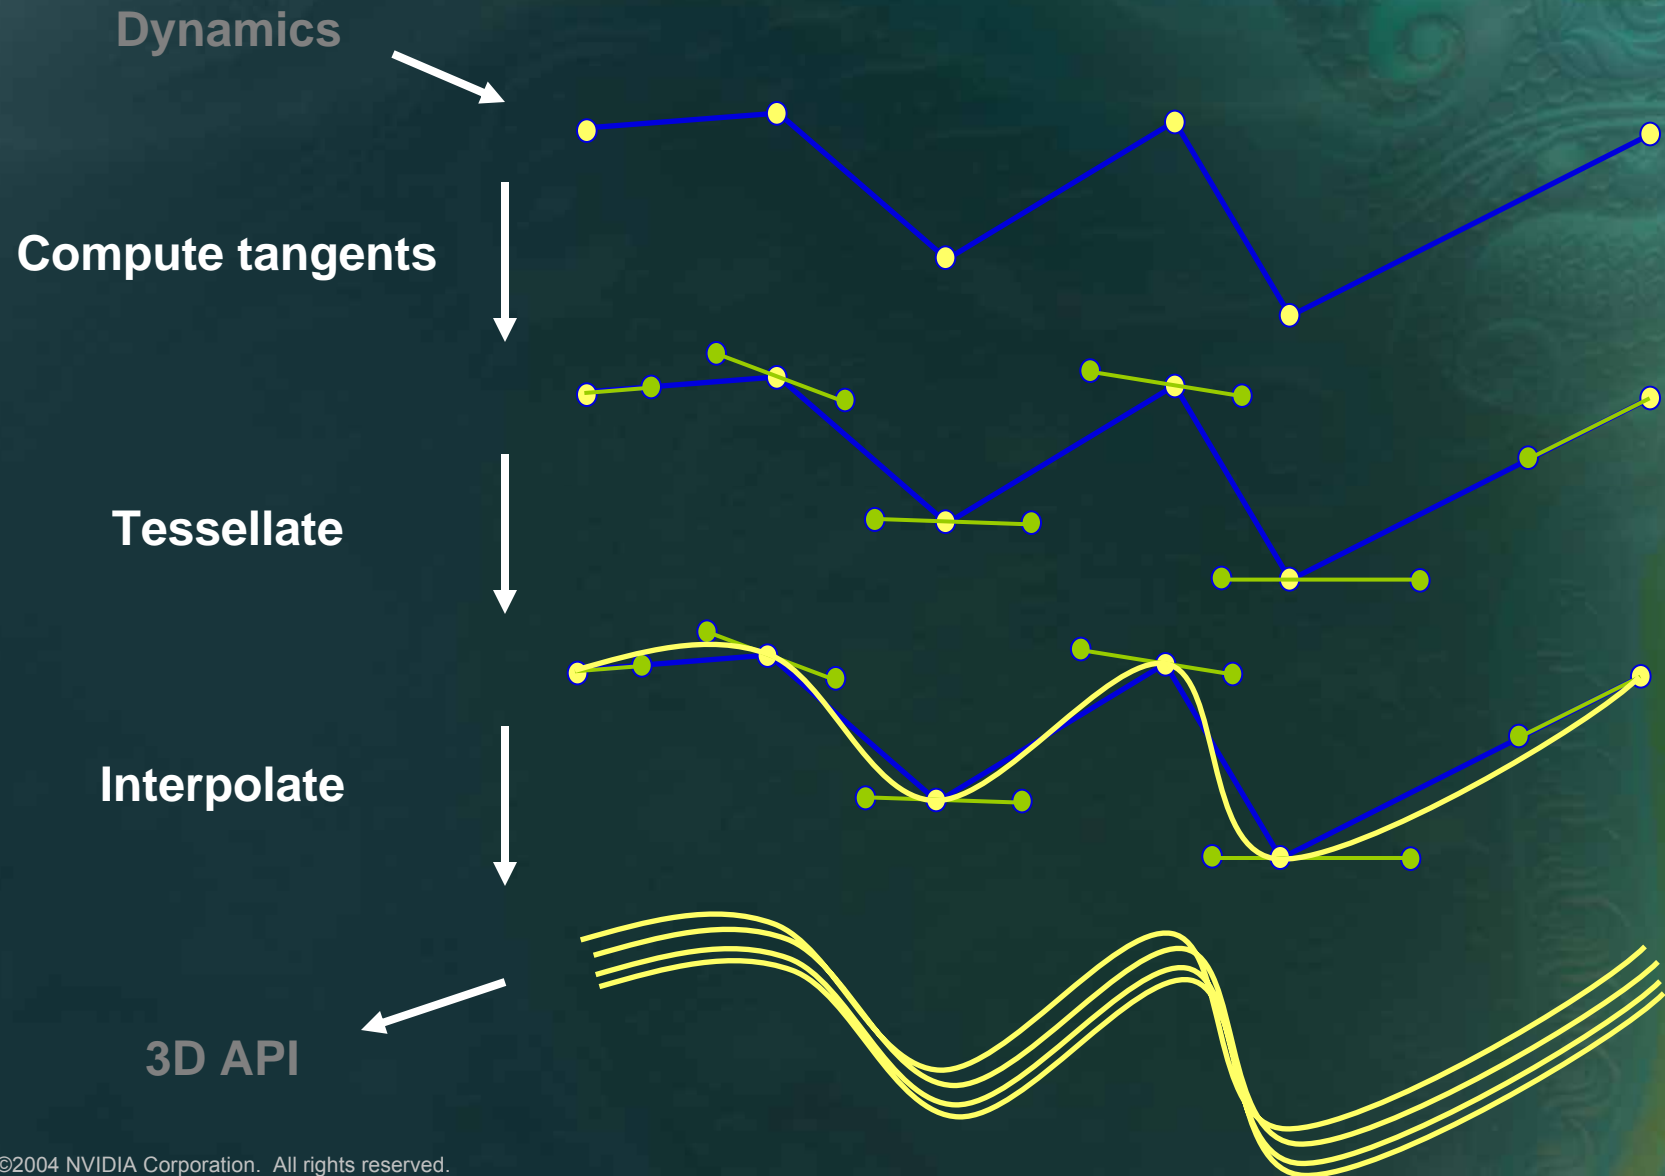 Dynamics
Compute tangents
Tessellate
Interpolate
3D API
©2004 NVIDIA Corporation. All rights reserved.